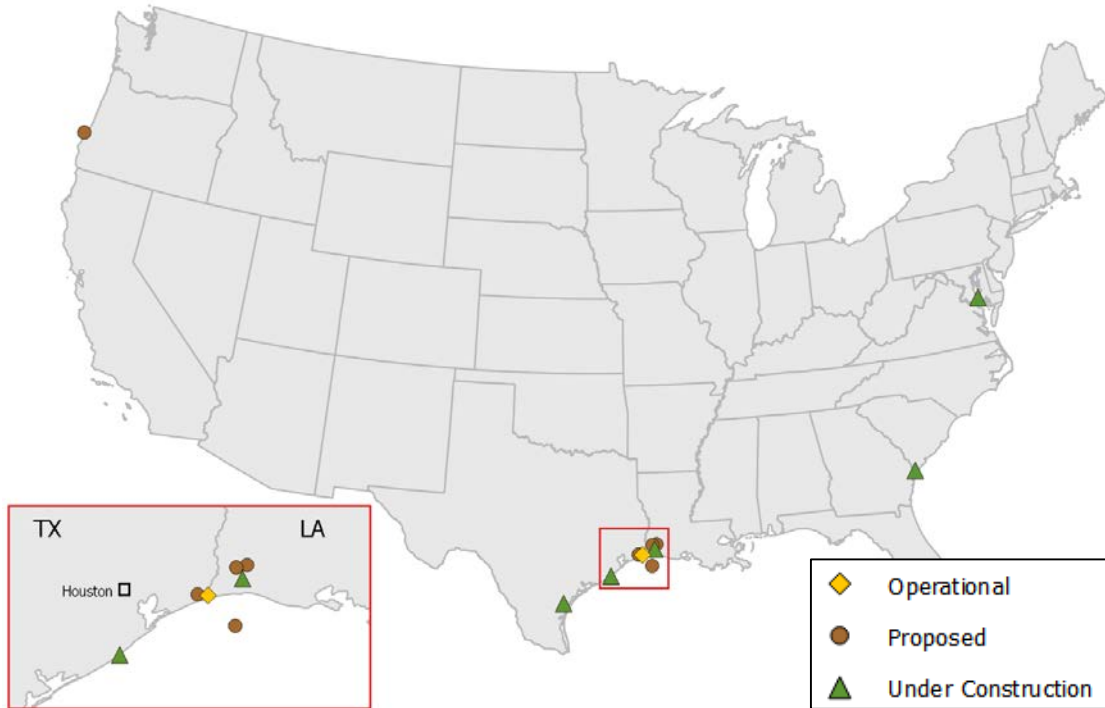 TX
LA
Houston
Operational
Proposed
Under Construction